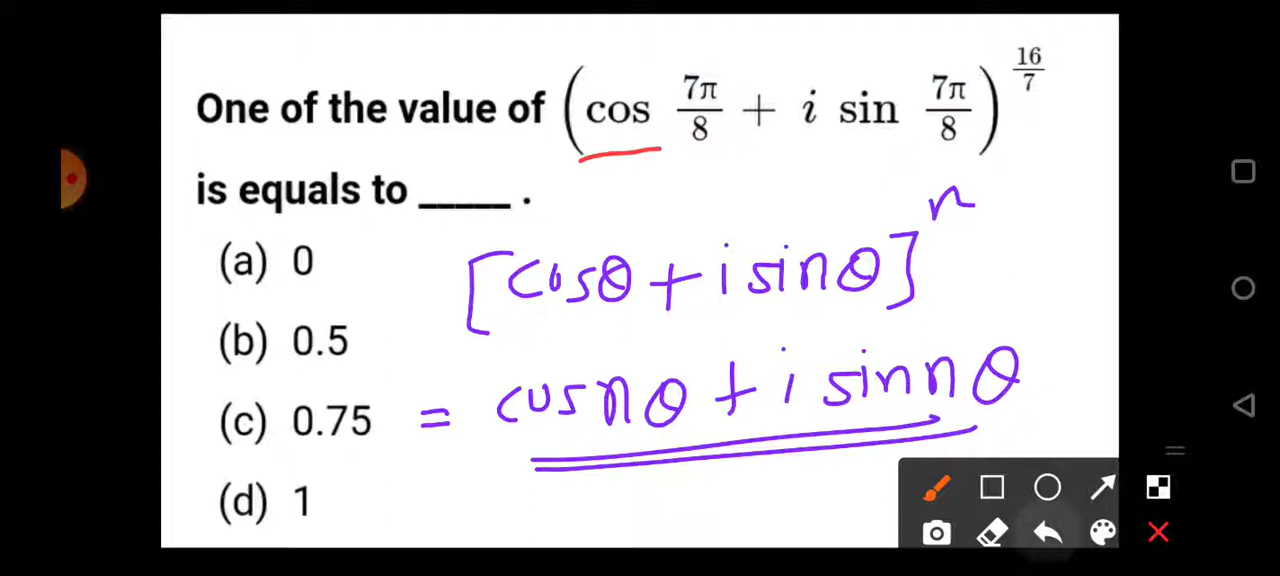 One of the value of (cos 7π/8 + i sin 7π/8)^16/7
is equals to _____ .
(a) 0
(b) 0.5
(c) 0.75
(d) 1
[cosθ + i sinθ]^n
= cos nθ + i sin nθ